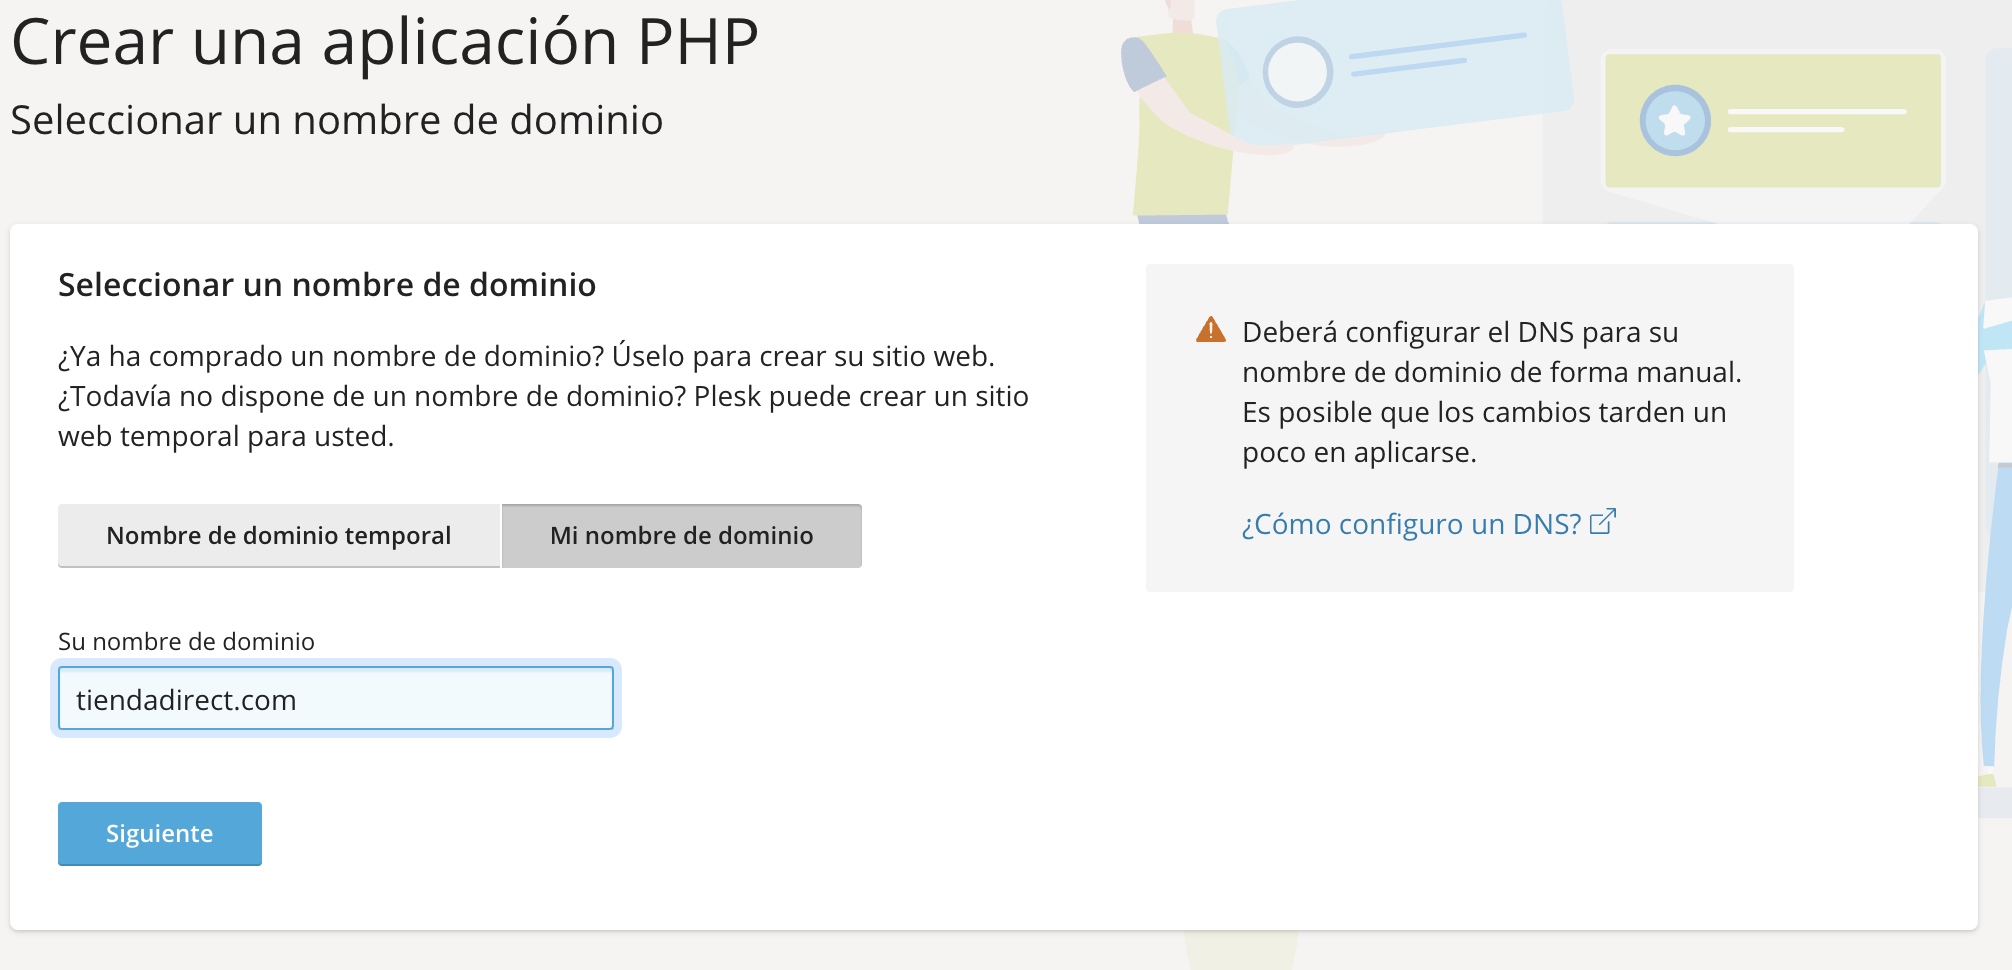 Crear una aplicación PHP
Seleccionar un nombre de dominio
Seleccionar un nombre de dominio
¿Ya ha comprado un nombre de dominio? Úselo para crear su sitio web.
¿Todavía no dispone de un nombre de dominio? Plesk puede crear un sitio
web temporal para usted.
Nombre de dominio temporal
Mi nombre de dominio
Su nombre de dominio
tiendadirect.com
Siguiente
Deberá configurar el DNS para su
nombre de dominio de forma manual.
Es posible que los cambios tarden un
poco en aplicarse.
¿Cómo configuro un DNS?